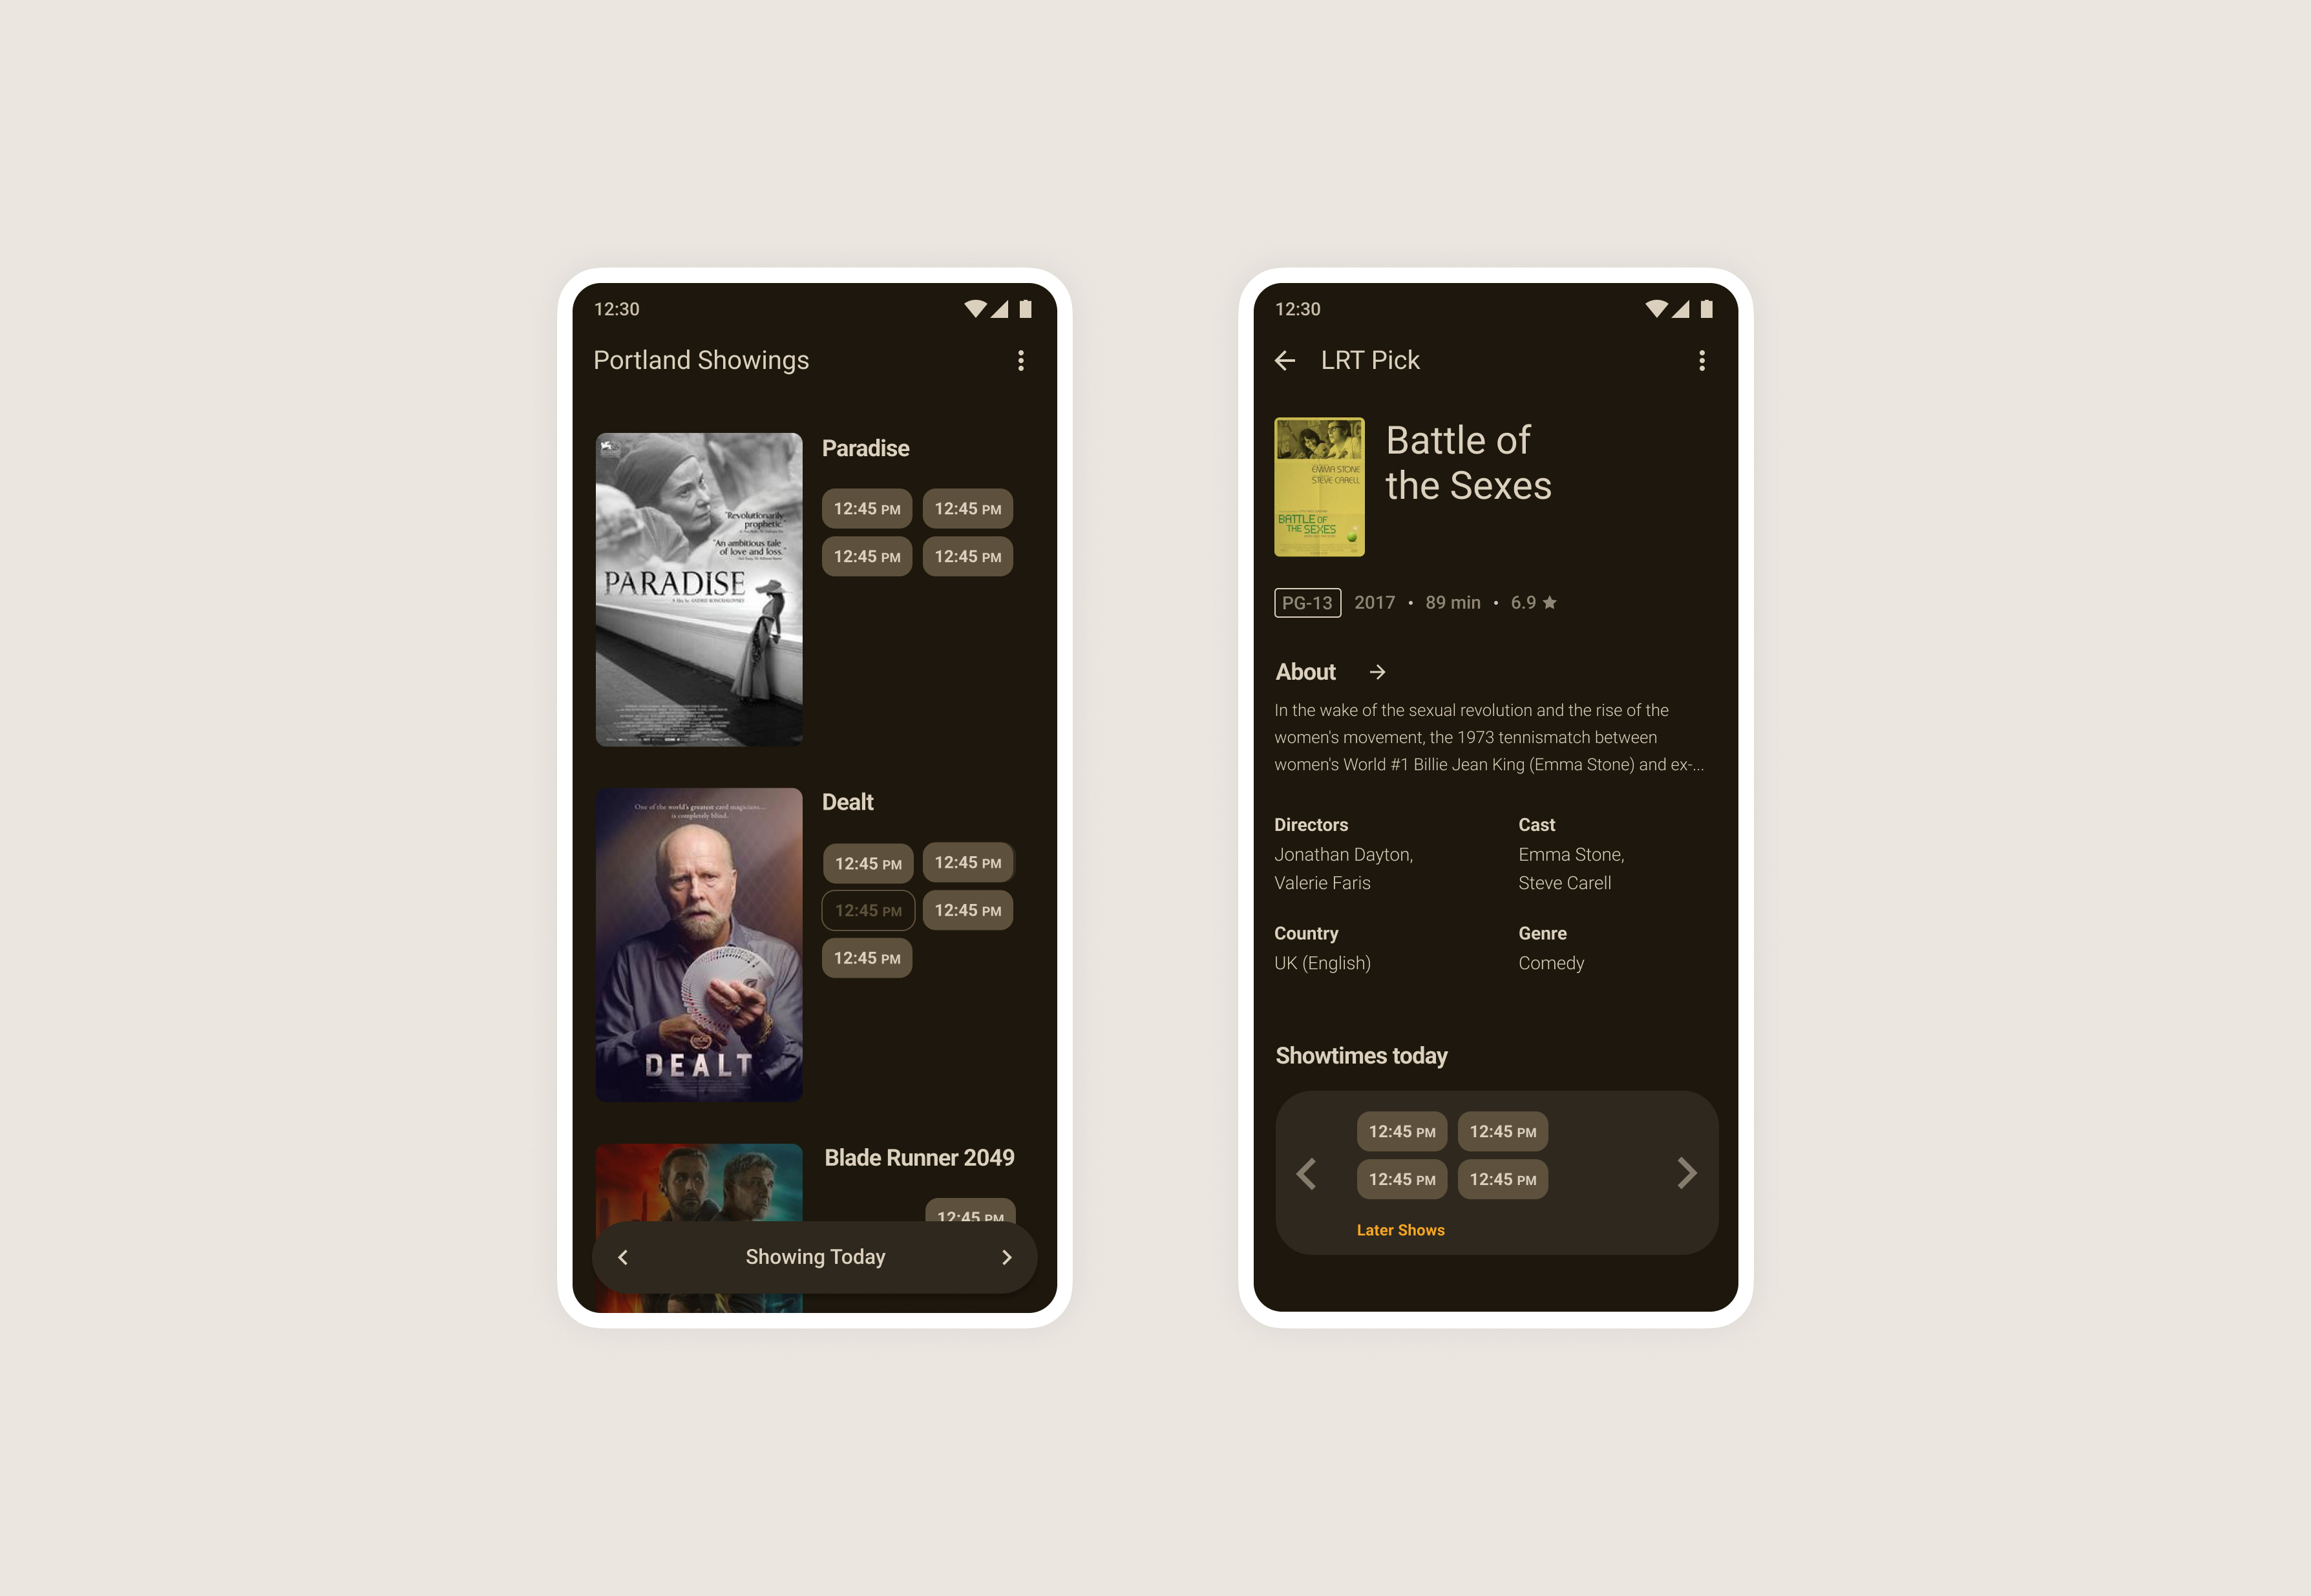 12:30
Portland Showings
"Revolutionarily
prophetic."
"An ambitious tale
of love and loss."
PARADISE
A film by ANDREI KONCHALOVSKY
Paradise
12:45 PM 12:45 PM
12:45 PM 12:45 PM
One of the world's greatest card magicians...
is completely blind.
DEALT
Dealt
12:45 PM 12:45 PM
12:45 PM 12:45 PM
12:45 PM
Blade Runner 2049
12:45 PM
Showing Today
12:30
LRT Pick
EMMA STONE
STEVE CARELL
BATTLE OF
THE SEXES
Battle of
the Sexes
PG-13 2017 • 89 min • 6.9
About
In the wake of the sexual revolution and the rise of the
women's movement, the 1973 tennismatch between
women's World #1 Billie Jean King (Emma Stone) and ex-...
Directors
Jonathan Dayton,
Valerie Faris
Cast
Emma Stone,
Steve Carell
Country
UK (English)
Genre
Comedy
Showtimes today
12:45 PM 12:45 PM
12:45 PM 12:45 PM
Later Shows